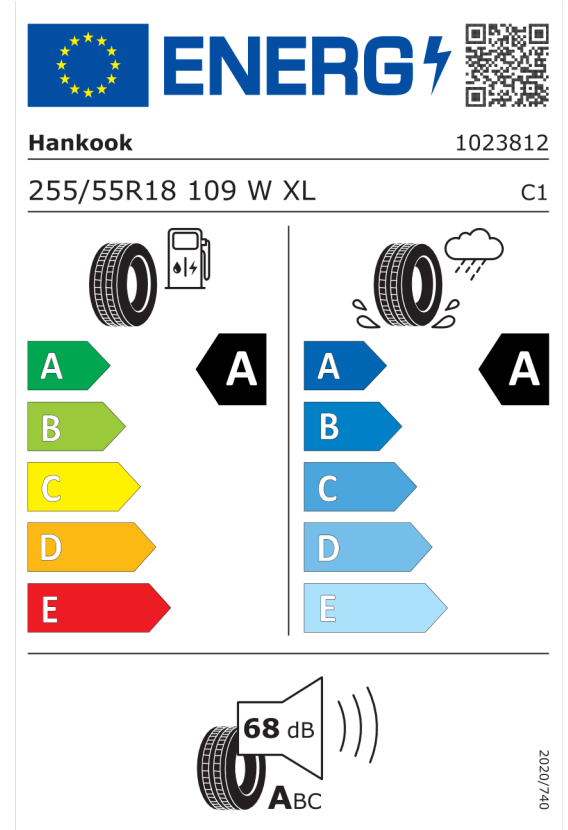 ENERG
Hankook 1023812
255/55R18 109 W XL C1
A A A A
B B
C C
D D
E E
68 dB
ABC
2020/740